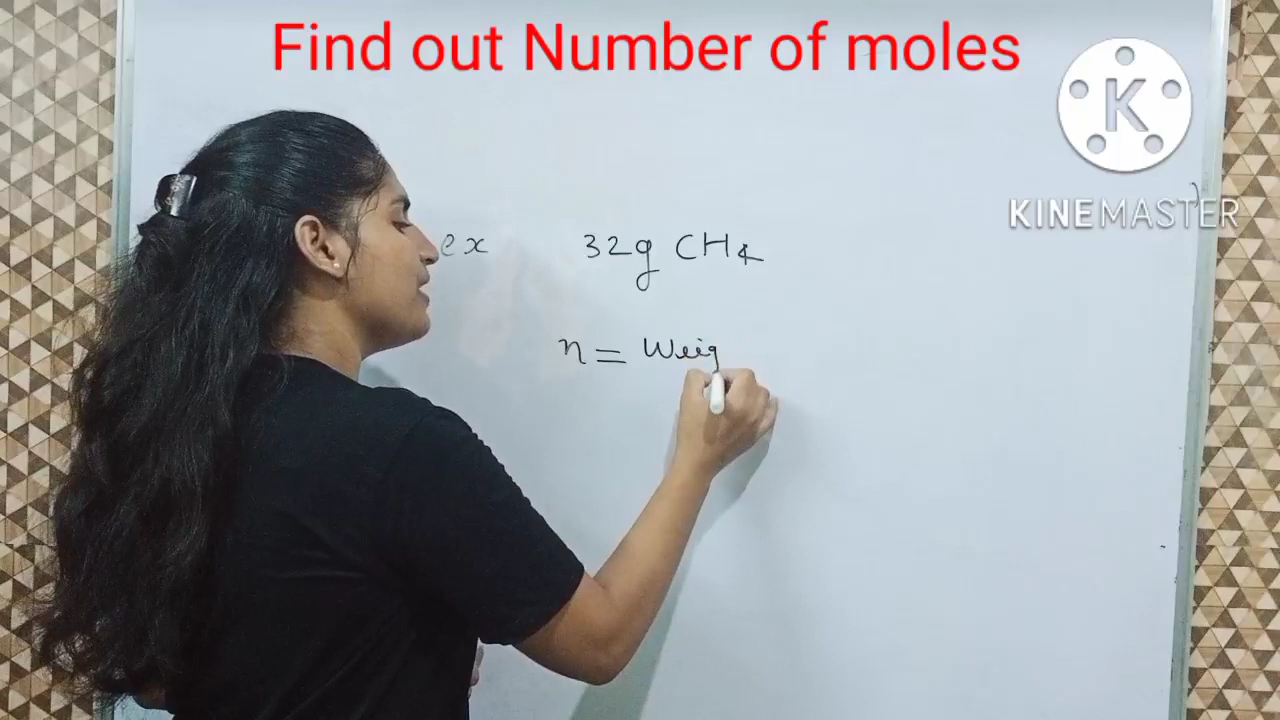 Find out Number of moles
KINEMASTER
ex 32g CH4
n = Weig